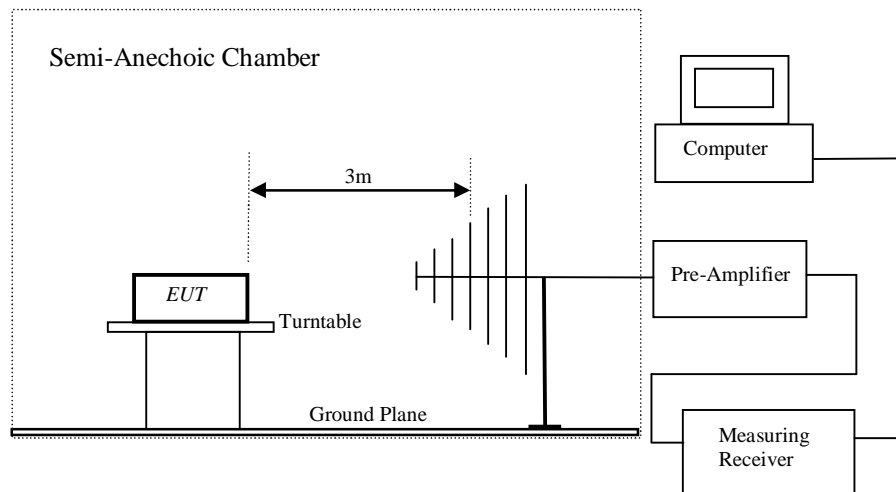 Semi-Anechoic Chamber
Computer
3m
Pre-Amplifier
EUT
Turntable
Ground Plane
Measuring
Receiver